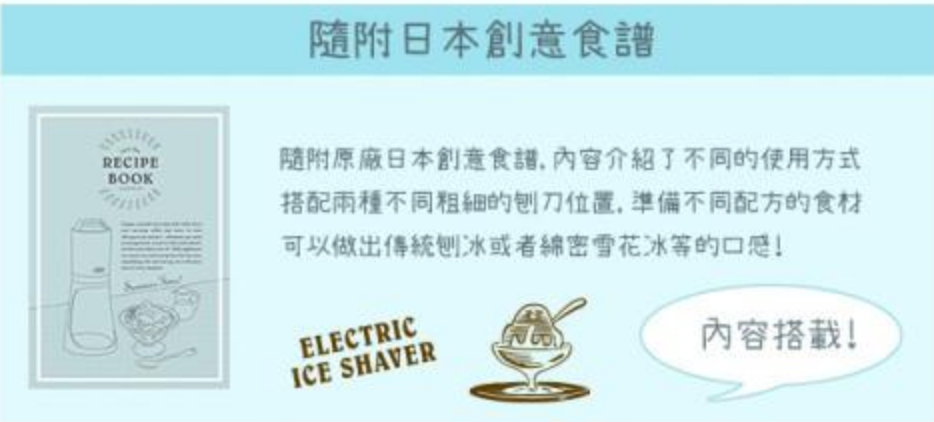 隨附日本創意食譜
RECIPE
BOOK
隨附原廠日本創意食譜,內容介紹了不同的使用方式
搭配兩種不同粗細的刨刀位置,準備不同配方的食材
可以做出傳統刨冰或者綿密雪花冰等的口感!
ELECTRIC
ICE SHAVER
內容搭載!